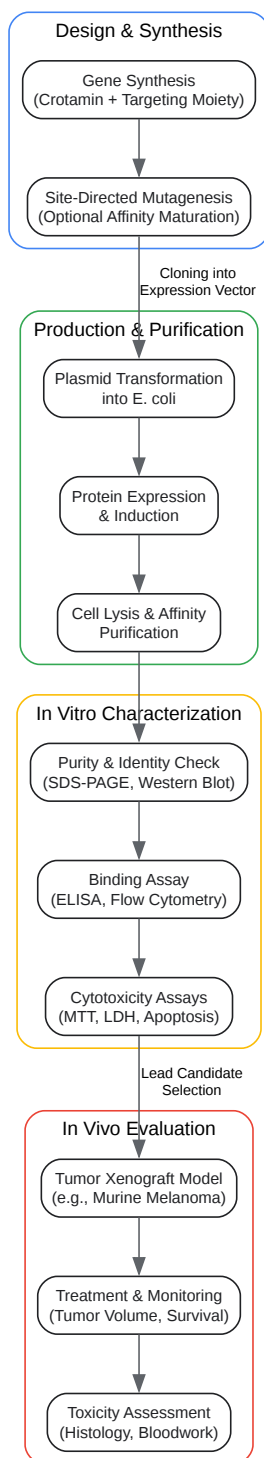 Design & Synthesis
Gene Synthesis
(Crotamin + Targeting Moiety)
Site-Directed Mutagenesis
(Optional Affinity Maturation)
Cloning into
Expression Vector
Production & Purification
Plasmid Transformation
into E. coli
Protein Expression
& Induction
Cell Lysis & Affinity
Purification
In Vitro Characterization
Purity & Identity Check
(SDS-PAGE, Western Blot)
Binding Assay
(ELISA, Flow Cytometry)
Cytotoxicity Assays
(MTT, LDH, Apoptosis)
Lead Candidate
Selection
In Vivo Evaluation
Tumor Xenograft Model
(e.g., Murine Melanoma)
Treatment & Monitoring
(Tumor Volume, Survival)
Toxicity Assessment
(Histology, Bloodwork)